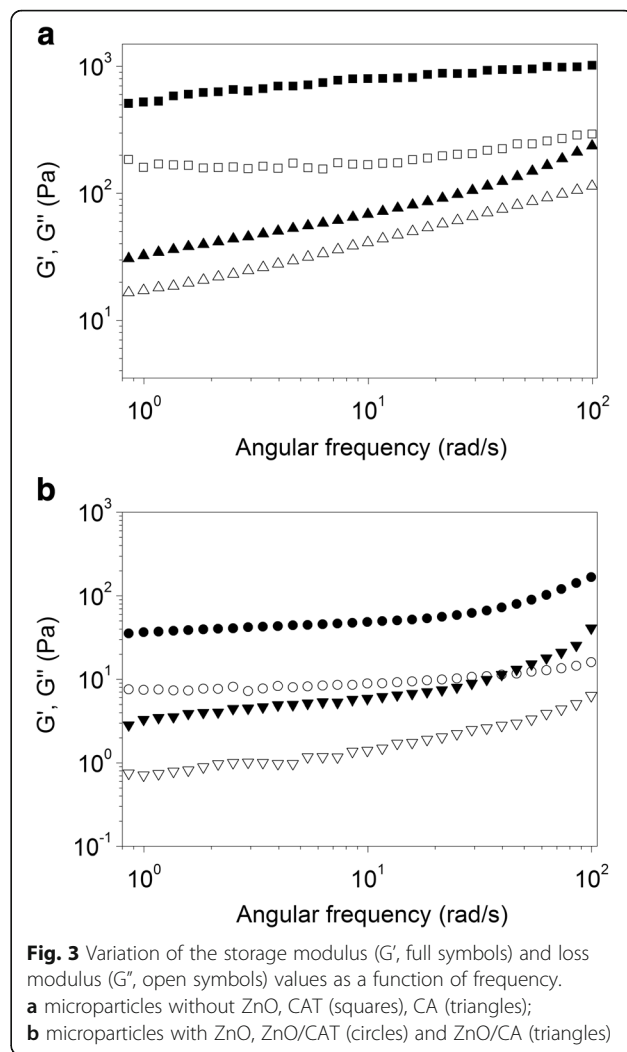 a
10³
10²
10¹
G', G'' (Pa)
10⁰ 10¹ 10²
Angular frequency (rad/s)
b
10³
10²
10¹
10⁰
10⁻¹
G', G'' (Pa)
10⁰ 10¹ 10²
Angular frequency (rad/s)
Fig. 3 Variation of the storage modulus (G′, full symbols) and loss
modulus (G″, open symbols) values as a function of frequency.
a microparticles without ZnO, CAT (squares), CA (triangles);
b microparticles with ZnO, ZnO/CAT (circles) and ZnO/CA (triangles)